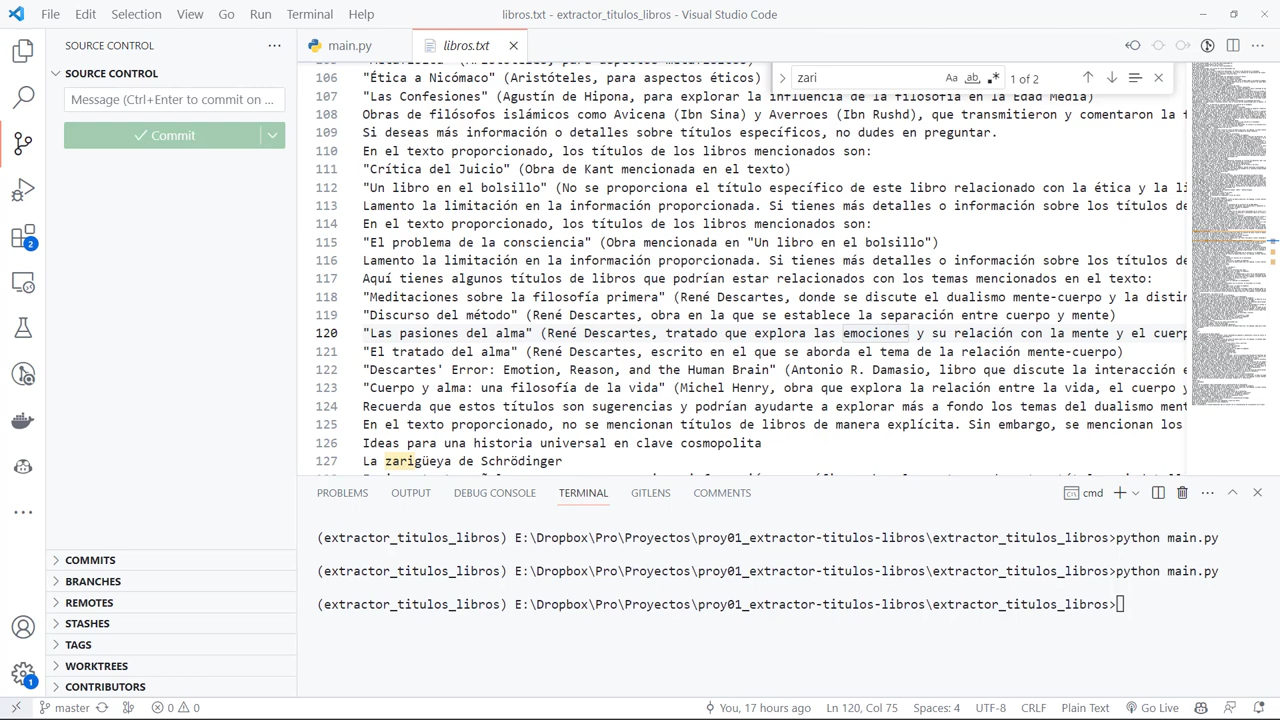 File Edit Selection View Go Run Terminal Help
libros.txt - extractor_titulos_libros - Visual Studio Code
SOURCE CONTROL
main.py
libros.txt
SOURCE CONTROL
Message (Ctrl+Enter to commit on ...
Commit
2
zari
1 of 2
106 "Ética a Nicómaco" (Aristóteles, para aspectos éticos)
107 "Las Confesiones" (Agustín de Hipona, para explorar la influencia de la filosofía en la Edad Media)
108 Obras de filósofos islámicos como Avicena (Ibn Sina) y Averroes (Ibn Rushd), que transmitieron y comentaron la f
109 Si deseas más información o detalles sobre títulos específicos, no dudes en preguntar.
110 En el texto proporcionado, los títulos de los libros mencionados son:
111 "Crítica del Juicio" (Obra de Kant mencionada en el texto)
112 "Un libro en el bolsillo" (No se proporciona el título específico de este libro relacionado con la ética y la li
113 Lamento la limitación en la información proporcionada. Si deseas más detalles o información sobre los títulos de
114 En el texto proporcionado, los títulos de los libros mencionados son:
115 "El problema de la conciencia" (Obra mencionada en "Un libro en el bolsillo")
116 Lamento la limitación en la información proporcionada. Si deseas más detalles o información sobre los títulos de
117 Aquí tienes algunos títulos de libros que se podrían mencionar:
118 "Meditaciones sobre la filosofía primera" (René Descartes, obra en la que explora el dualismo mente-cuerpo y la distin
119 "Discurso del método" (René Descartes, obra en la que se aborda la separación entre cuerpo y mente)
120 "Las pasiones del alma" (René Descartes, tratado que explora las emociones y la relación entre la mente y el cuerp
121 "El tratado del alma" (René Descartes, escrito en el que se aborda el tema de la relación mente-cuerpo)
122 "Descartes' Error: Emotion, Reason, and the Human Brain" (Antonio R. Damasio, libro que discute la interacción
123 "Cuerpo y alma: una filosofía de la vida" (Michel Henry, obra que explora la relación entre la vida, el cuerpo
124 Recuerda que estos títulos son sugerencias y podrían ayudarte a explorar más a fondo los temas de dualismo ment
125 En el texto proporcionado, no se mencionan títulos de libros de manera explícita. Sin embargo, se mencionan los
126 Ideas para una historia universal en clave cosmopolita
127 La zarigüeya de Schrödinger
PROBLEMS OUTPUT DEBUG CONSOLE TERMINAL GITLENS COMMENTS
cmd
(extractor_titulos_libros) E:\Dropbox\Pro\Proyectos\proy01_extractor-titulos-libros\extractor_titulos_libros>python main.py
(extractor_titulos_libros) E:\Dropbox\Pro\Proyectos\proy01_extractor-titulos-libros\extractor_titulos_libros>python main.py
(extractor_titulos_libros) E:\Dropbox\Pro\Proyectos\proy01_extractor-titulos-libros\extractor_titulos_libros>
COMMITS
BRANCHES
REMOTES
STASHES
TAGS
WORKTREES
CONTRIBUTORS
1
master
0 0
You, 17 hours ago
Ln 120, Col 75
Spaces: 4
UTF-8
CRLF
Plain Text
Go Live